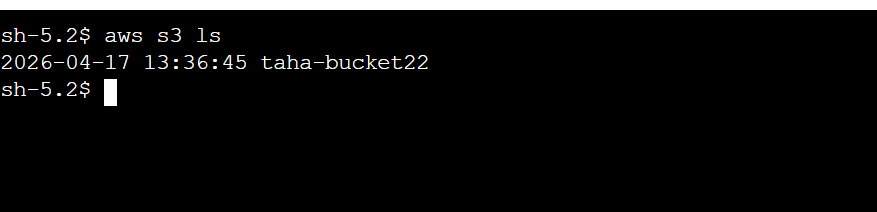 sh-5.2$ aws s3 ls
2026-04-17 13:36:45 taha-bucket22
sh-5.2$